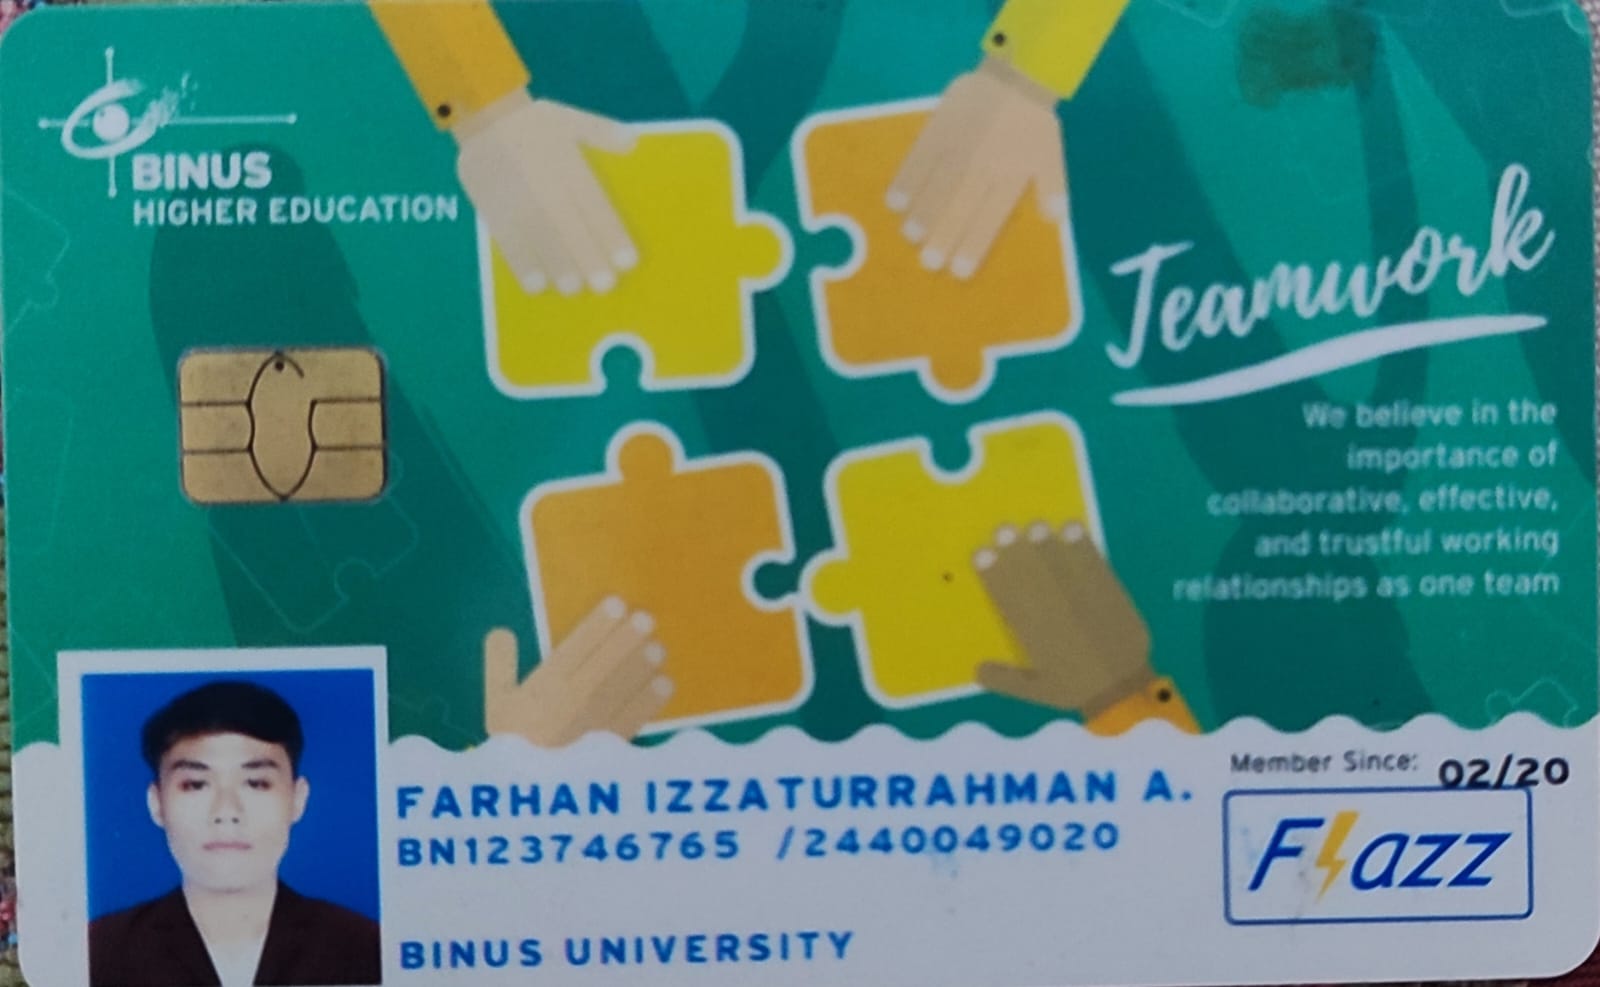 BINUS
HIGHER EDUCATION
Teamwork
We believe in the
importance of
collaborative, effective,
and trustful working
relationships as one team
Member Since: 02/20
FARHAN IZZATURRAHMAN A.
BN123746765 /2440049020
Flazz
BINUS UNIVERSITY